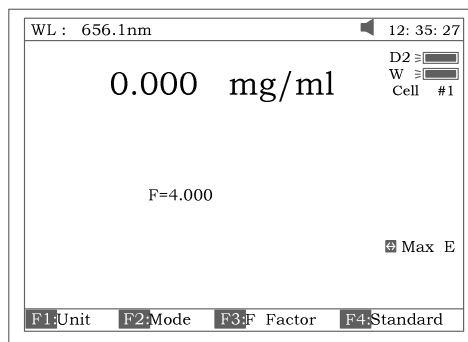 WL : 656.1nm 12: 35: 27
D2
W
0.000 mg/ml
Cell #1
F=4.000
Max E
F1:Unit F2:Mode F3:F Factor F4:Standard